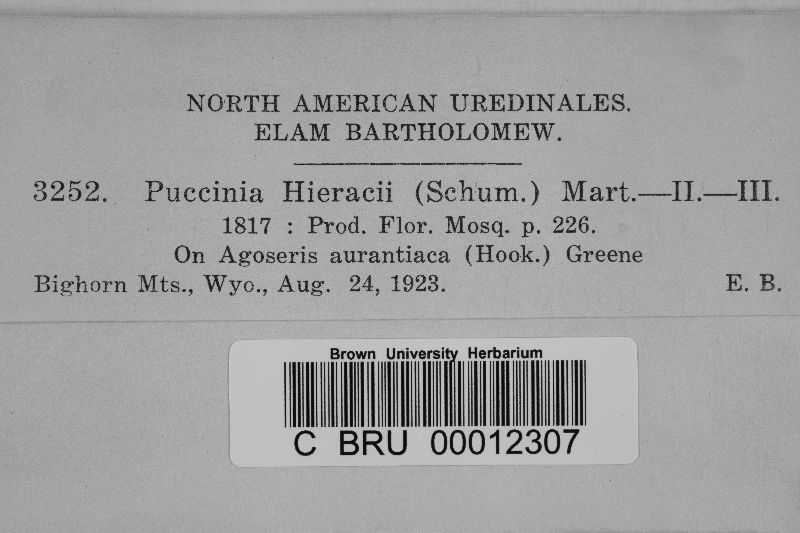 NORTH AMERICAN UREDINALES.
ELAM BARTHOLOMEW.
3252. Puccinia Hieracii (Schum.) Mart.—II.—III.
1817 : Prod. Flor. Mosq. p. 226.
On Agoseris aurantiaca (Hook.) Greene
Bighorn Mts., Wyo., Aug. 24, 1923. E. B.
Brown University Herbarium
C BRU 00012307